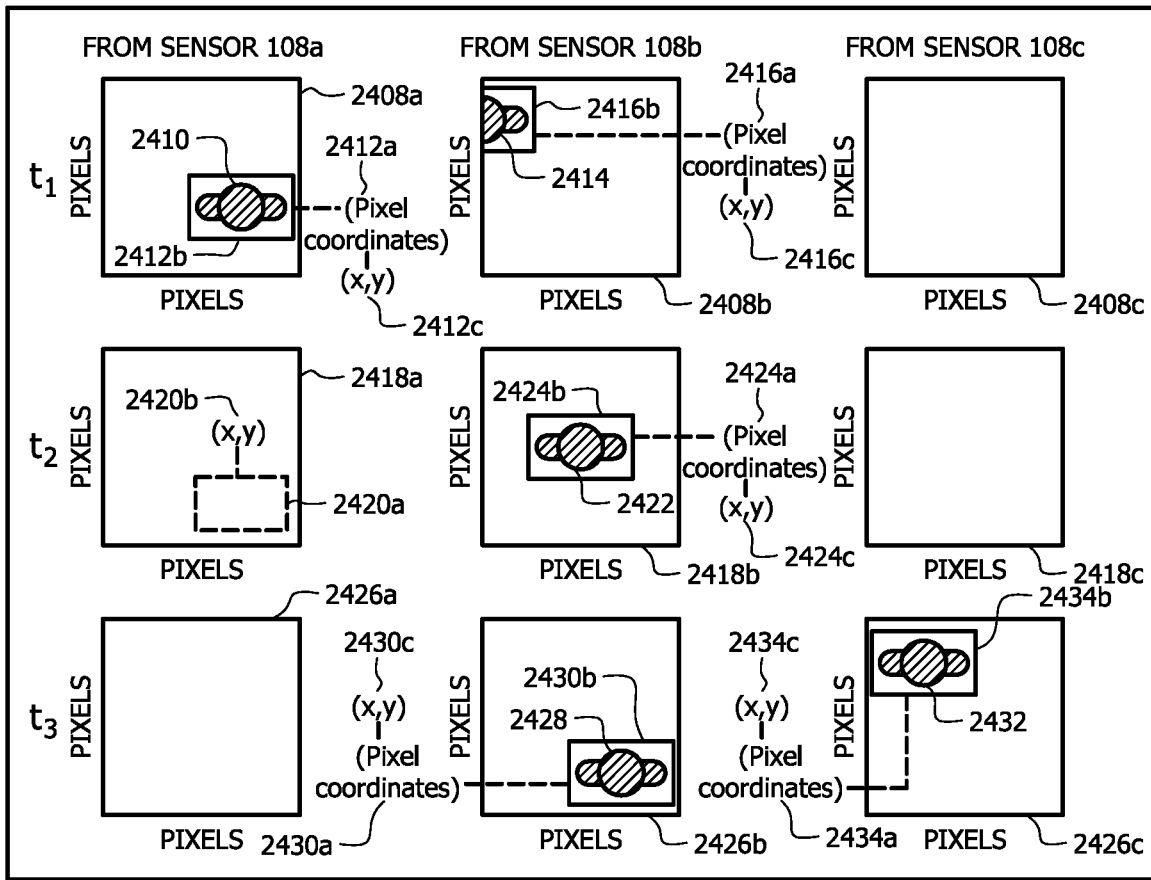 FROM SENSOR 108a
FROM SENSOR 108b
FROM SENSOR 108c
t1
PIXELS
2408a
2410
2412a
(Pixel
coordinates)
(x,y)
2412b
2412c
PIXELS
PIXELS
2416b
2414
2416a
(Pixel
coordinates)
(x,y)
2416c
2408b
PIXELS
PIXELS
2408c
PIXELS
t2
PIXELS
2418a
2420b
(x,y)
2420a
PIXELS
PIXELS
2424b
2422
2424a
(Pixel
coordinates)
(x,y)
2424c
2418b
PIXELS
PIXELS
2418c
PIXELS
t3
PIXELS
2426a
PIXELS
2430c
(x,y)
(Pixel
coordinates)
2430a
PIXELS
2430b
2428
2426b
PIXELS
2434c
(x,y)
(Pixel
coordinates)
2434a
PIXELS
2434b
2432
2426c
PIXELS